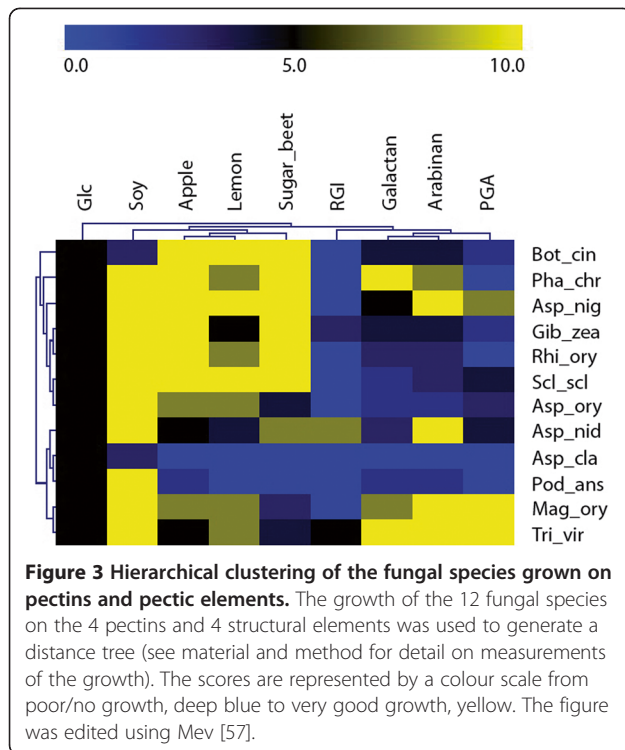 0.0 5.0 10.0
Glc Soy Apple Lemon Sugar_beet RGI Galactan Arabinan PGA
Bot_cin
Pha_chr
Asp_nig
Gib_zea
Rhi_ory
Scl_scl
Asp_ory
Asp_nid
Asp_cla
Pod_ans
Mag_ory
Tri_vir
Figure 3 Hierarchical clustering of the fungal species grown on
pectins and pectic elements. The growth of the 12 fungal species
on the 4 pectins and 4 structural elements was used to generate a
distance tree (see material and method for detail on measurements
of the growth). The scores are represented by a colour scale from
poor/no growth, deep blue to very good growth, yellow. The figure
was edited using Mev [57].